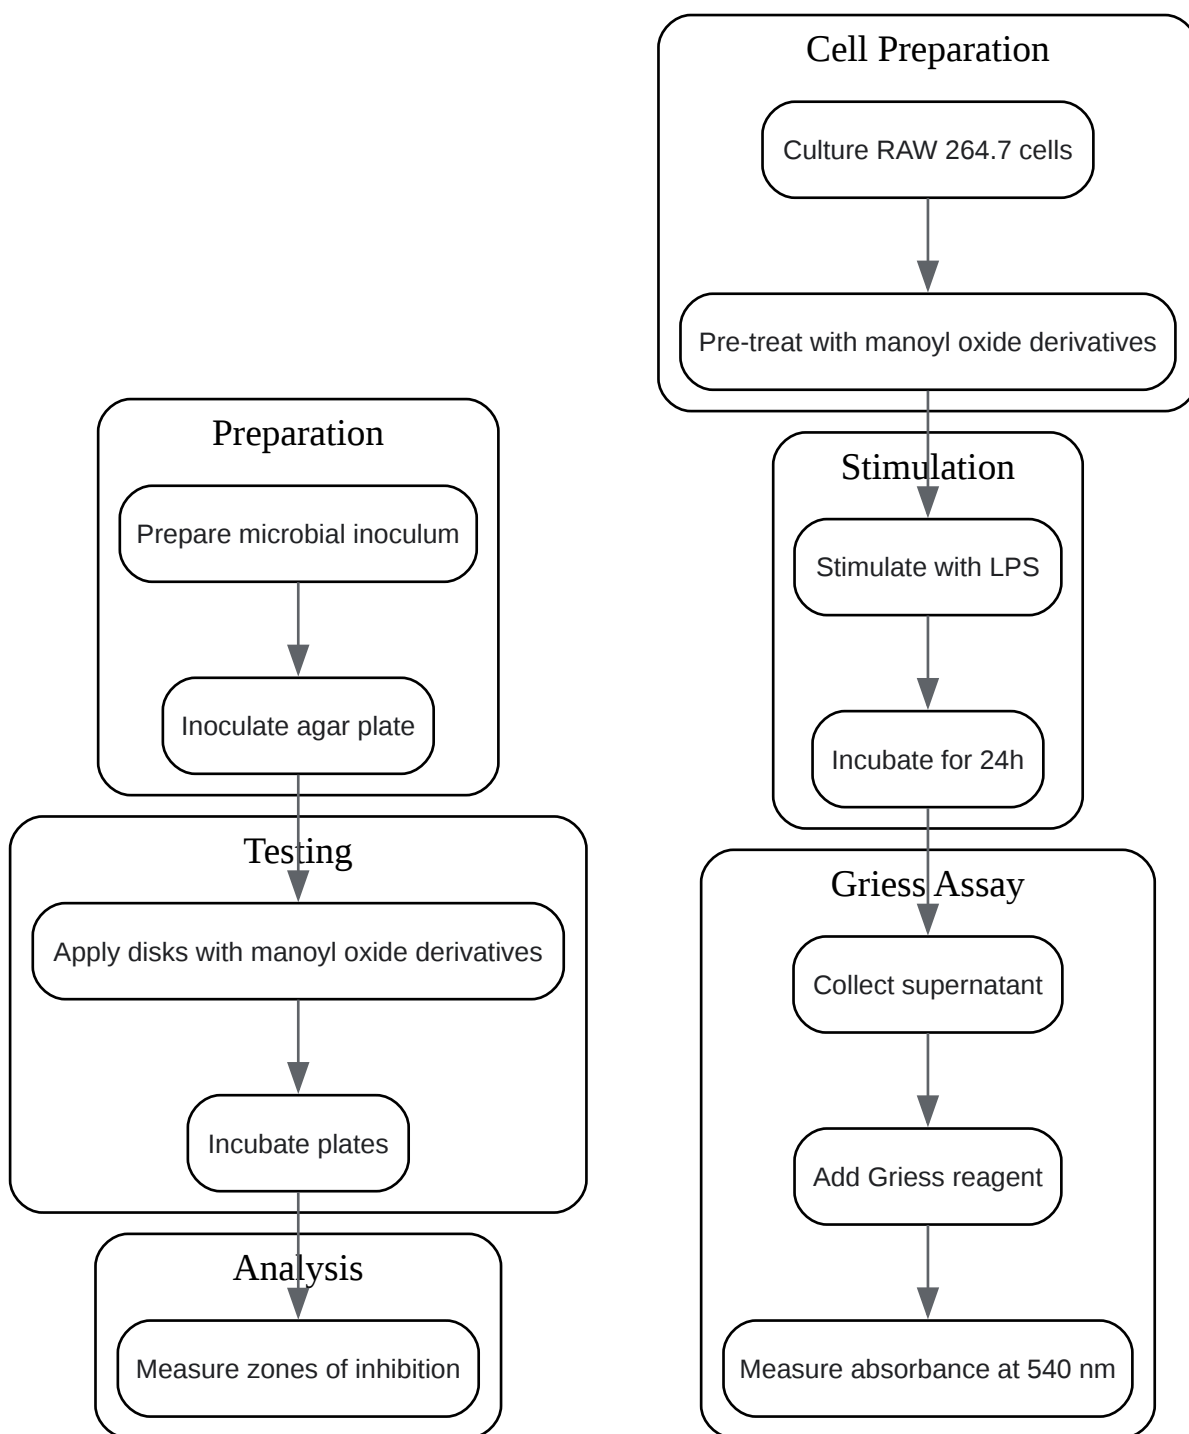 Cell Preparation
Culture RAW 264.7 cells
Pre-treat with manoyl oxide derivatives
Stimulation
Stimulate with LPS
Incubate for 24h
Griess Assay
Collect supernatant
Add Griess reagent
Measure absorbance at 540 nm
Preparation
Prepare microbial inoculum
Inoculate agar plate
Testing
Apply disks with manoyl oxide derivatives
Incubate plates
Analysis
Measure zones of inhibition